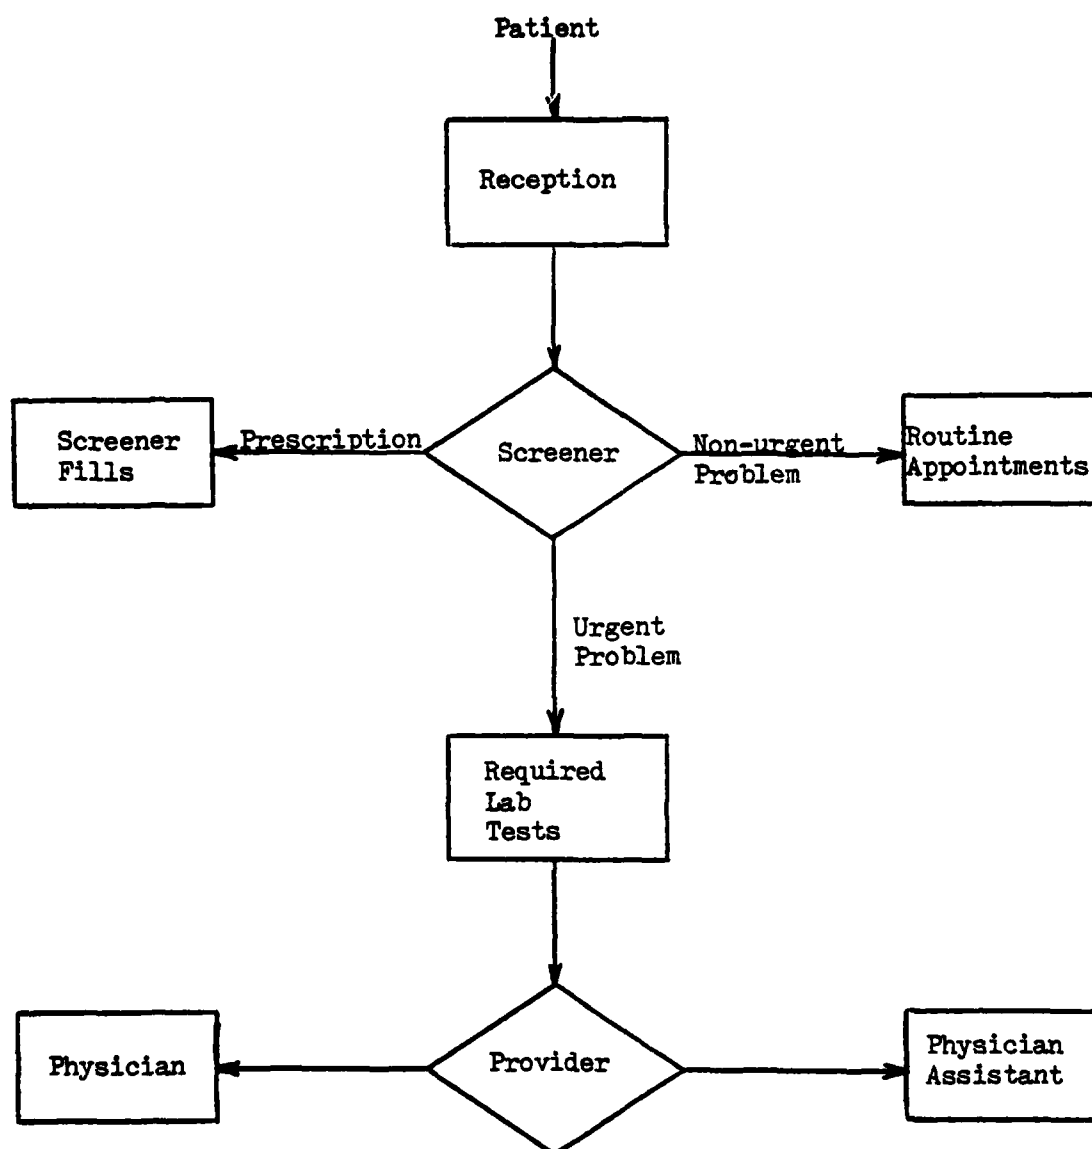 Patient
Reception
Screener
Fills
Prescription
Screener
Non-urgent
Problem
Routine
Appointments
Urgent
Problem
Required
Lab
Tests
Physician
Provider
Physician
Assistant